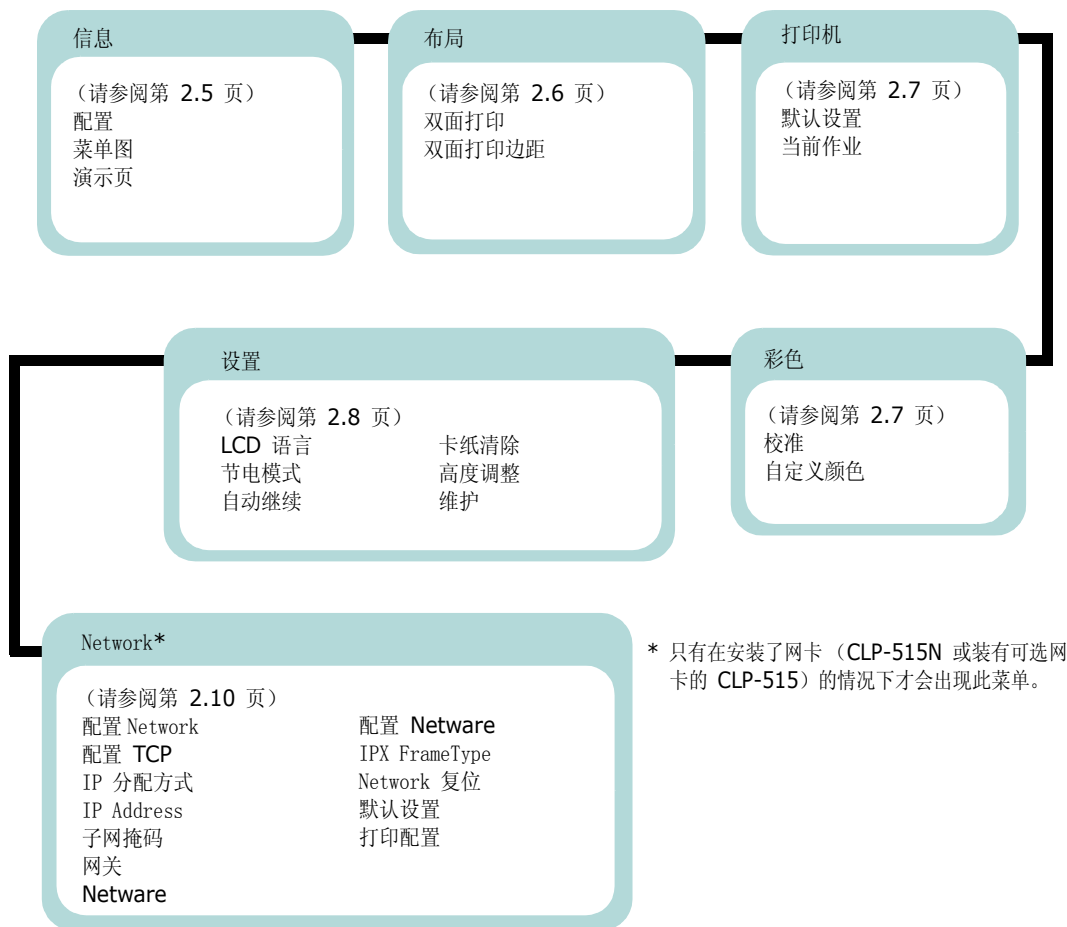 信息
（请参阅第 2.5 页）
配置
菜单图
演示页
布局
（请参阅第 2.6 页）
双面打印
双面打印边距
打印机
（请参阅第 2.7 页）
默认设置
当前作业
设置
（请参阅第 2.8 页）
LCD 语言
节电模式
自动继续
卡纸清除
高度调整
维护
彩色
（请参阅第 2.7 页）
校准
自定义颜色
Network*
（请参阅第 2.10 页）
配置 Network
配置 TCP
IP 分配方式
IP Address
子网掩码
网关
Netware
配置 Netware
IPX FrameType
Network 复位
默认设置
打印配置
* 只有在安装了网卡（CLP-515N 或装有可选网
卡的 CLP-515）的情况下才会出现此菜单。